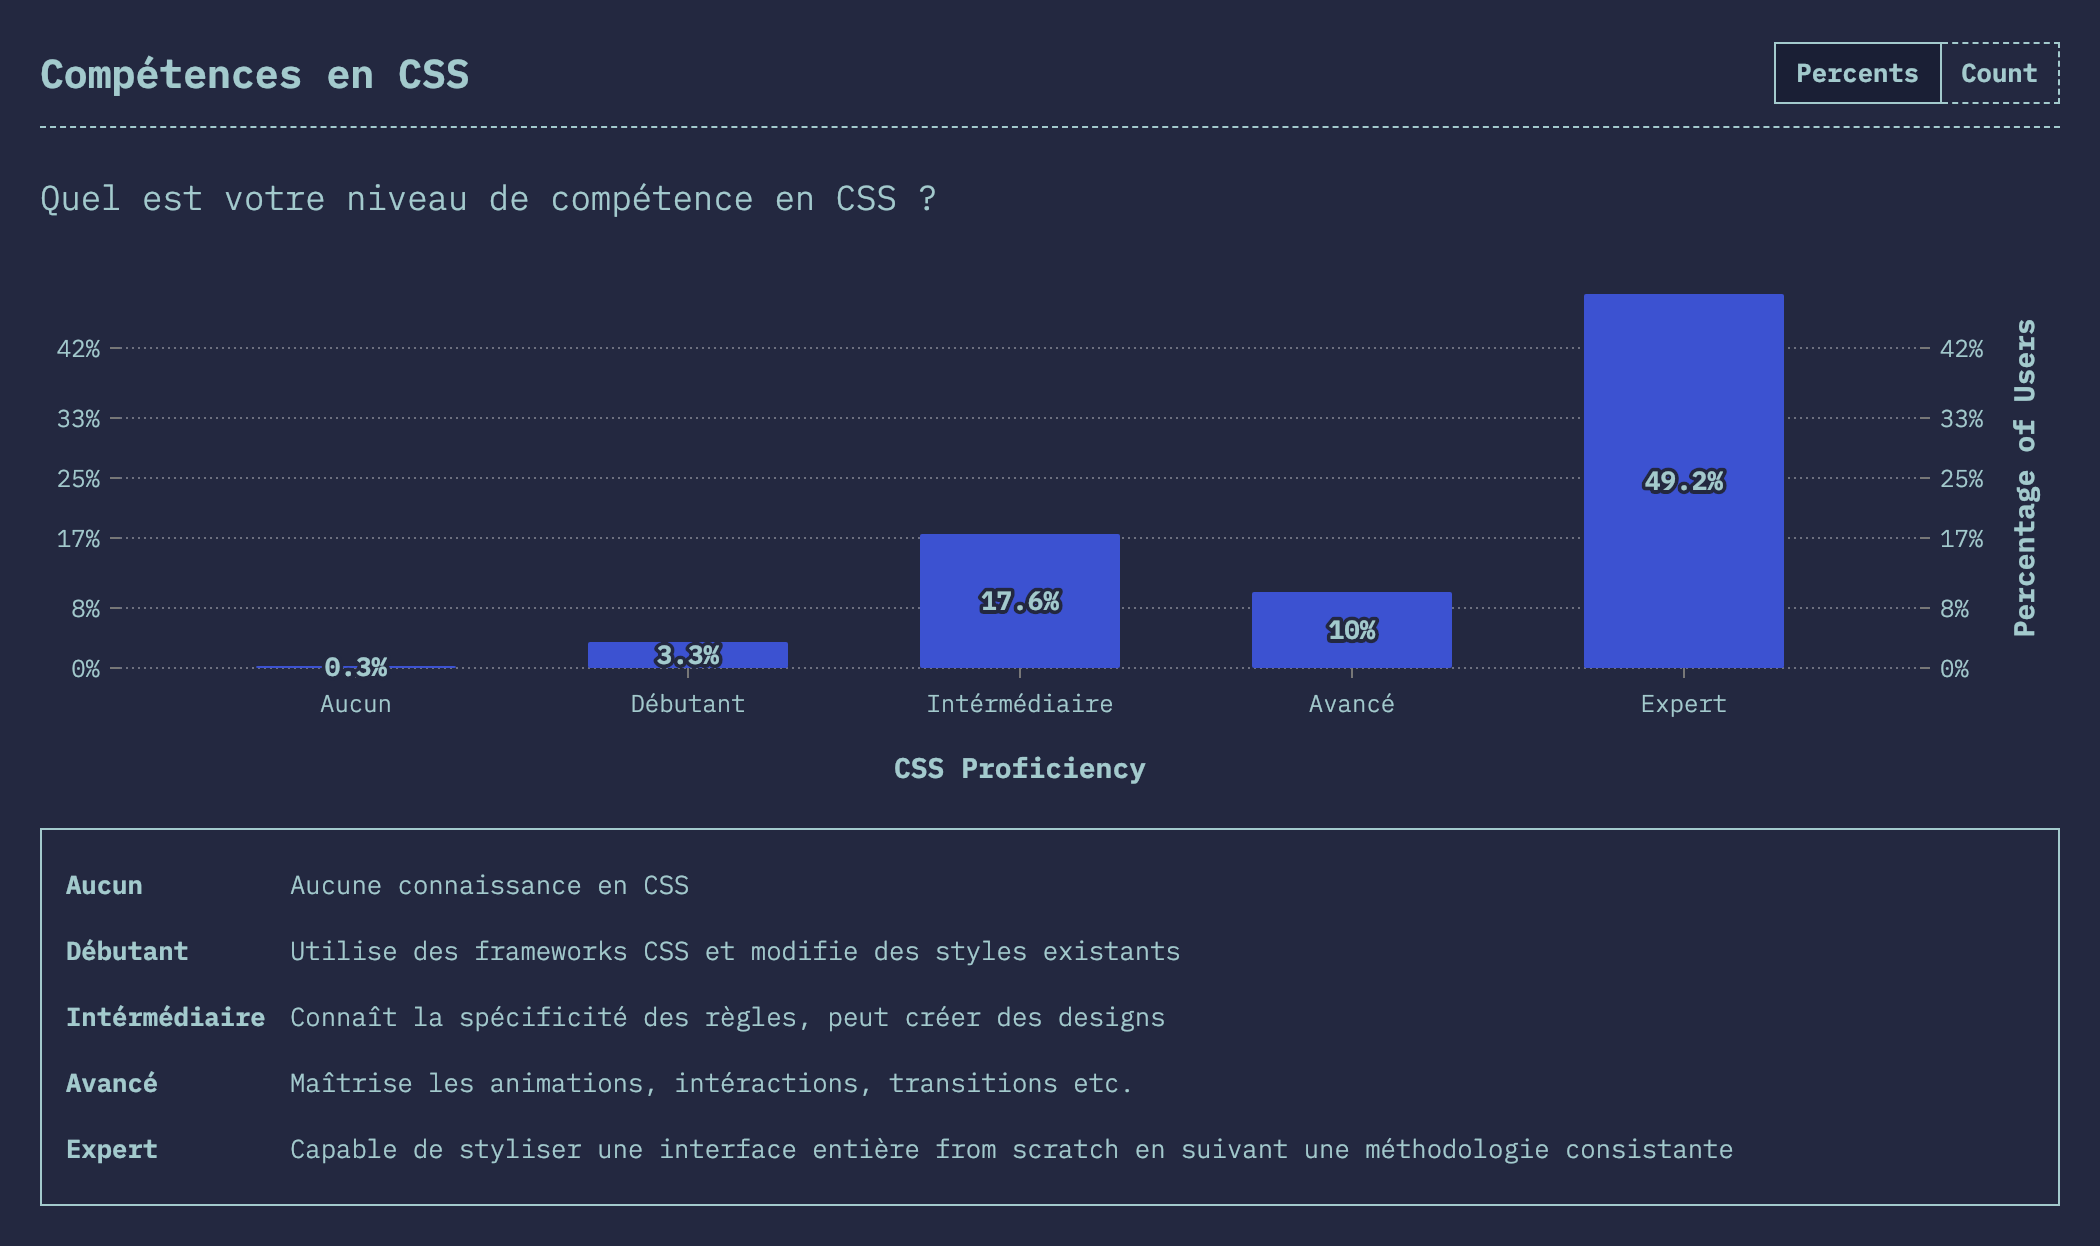 Compétences en CSS
Percents Count
Quel est votre niveau de compétence en CSS ?
42% 42%
33% 33%
25% 25%
17% 17%
8% 8%
0% 0%
Percentage of Users
0.3% 3.3% 17.6% 10% 49.2%
Aucun Débutant Intérmédiaire Avancé Expert
CSS Proficiency
Aucun Aucune connaissance en CSS
Débutant Utilise des frameworks CSS et modifie des styles existants
Intérmédiaire Connaît la spécificité des règles, peut créer des designs
Avancé Maîtrise les animations, intéractions, transitions etc.
Expert Capable de styliser une interface entière from scratch en suivant une méthodologie consistante